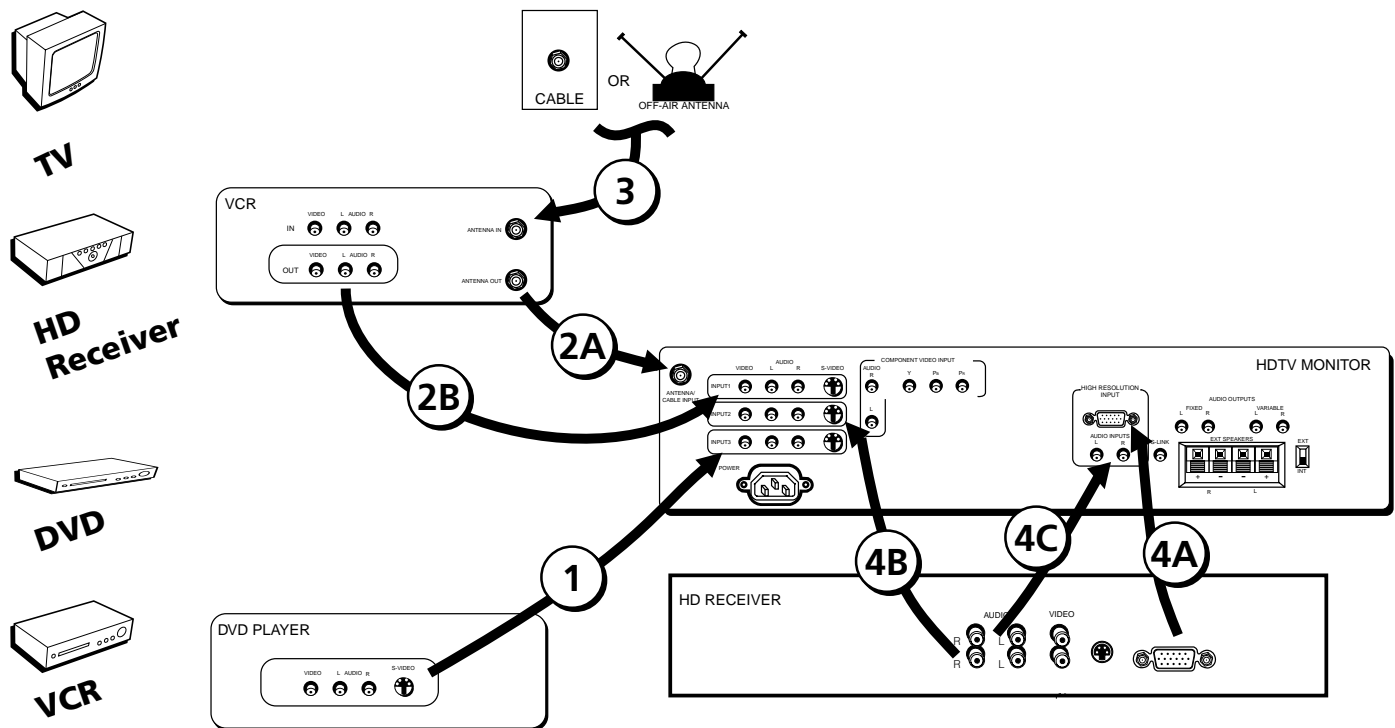 TV
HD
Receiver
DVD
VCR
CABLE
OR
OFF-AIR ANTENNA
3
VCR
VIDEO L AUDIO R
IN
ANTENNA IN
VIDEO L AUDIO R
OUT
ANTENNA OUT
2A
2B
HDTV MONITOR
ANTENNA/
CABLE INPUT
AUDIO
VIDEO L R S-VIDEO
INPUT1
INPUT2
INPUT3
POWER
COMPONENT VIDEO INPUT
AUDIO
R
Y
L
HIGH RESOLUTION
INPUT
AUDIO INPUTS
L R
S-LINK
AUDIO OUTPUTS
FIXED
L R
VARIABLE
L R
EXT SPEAKERS
+ – – +
R L
EXT
INT
1
4B
4C
4A
DVD PLAYER
VIDEO L AUDIO R S-VIDEO
HD RECEIVER
AUDIO
VIDEO
R L
R L